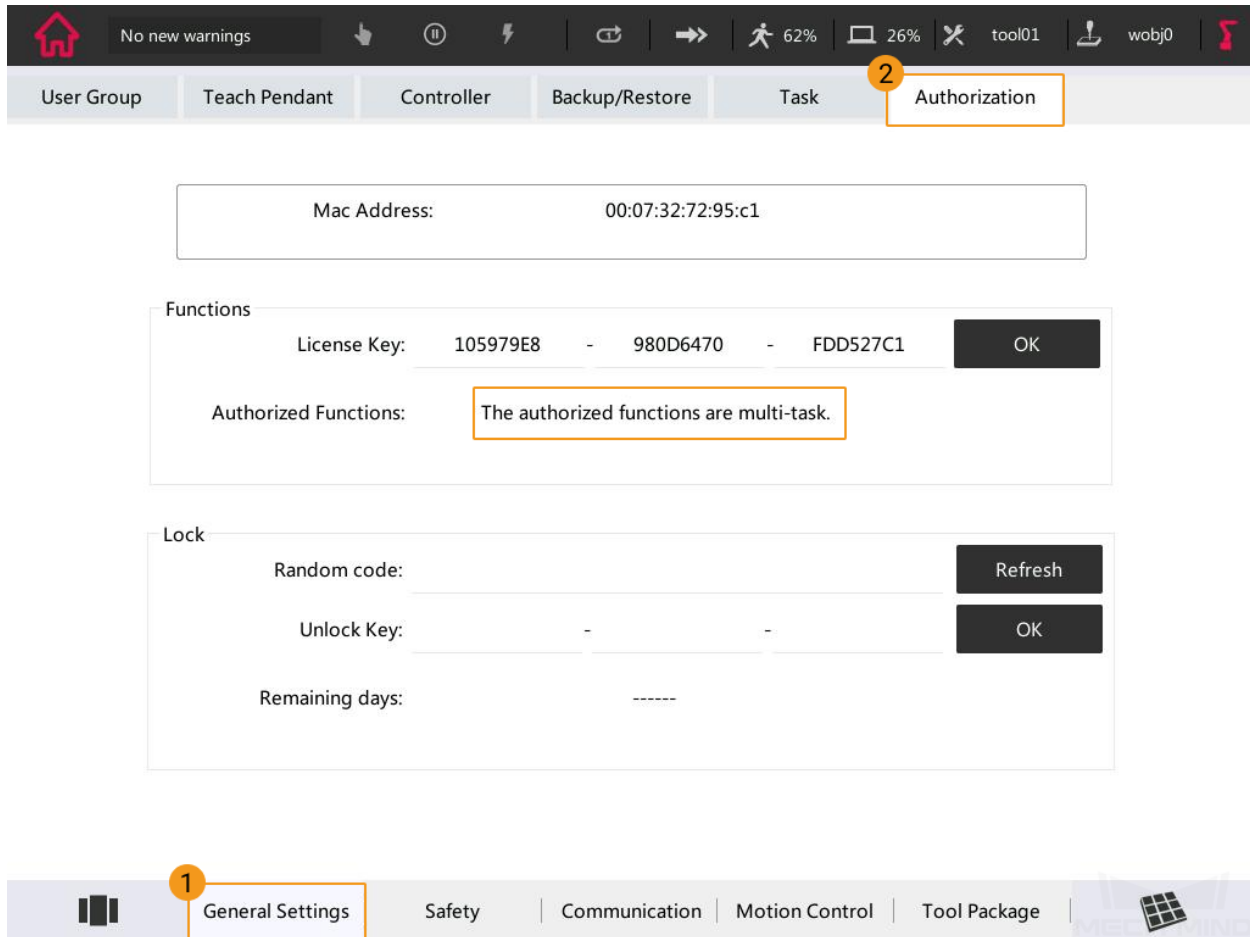 No new warnings 62% 26% tool01 wobj0
2
User Group Teach Pendant Controller Backup/Restore Task Authorization
Mac Address: 00:07:32:72:95:c1
Functions
License Key: 105979E8 - 980D6470 - FDD527C1 OK
Authorized Functions: The authorized functions are multi-task.
Lock
Random code: Refresh
Unlock Key: - - OK
Remaining days: ------
1
General Settings Safety Communication Motion Control Tool Package
MECH MIND